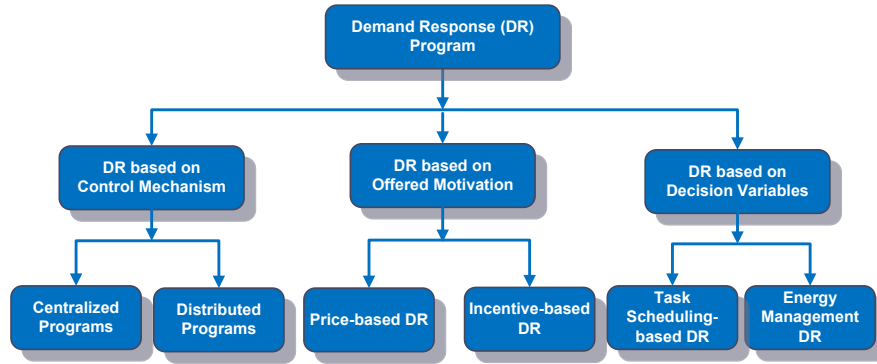 Demand Response (DR)
Program
DR based on
Control Mechanism
DR based on
Offered Motivation
DR based on
Decision Variables
Centralized
Programs
Distributed
Programs
Price-based DR
Incentive-based
DR
Task
Scheduling-
based DR
Energy
Management
DR